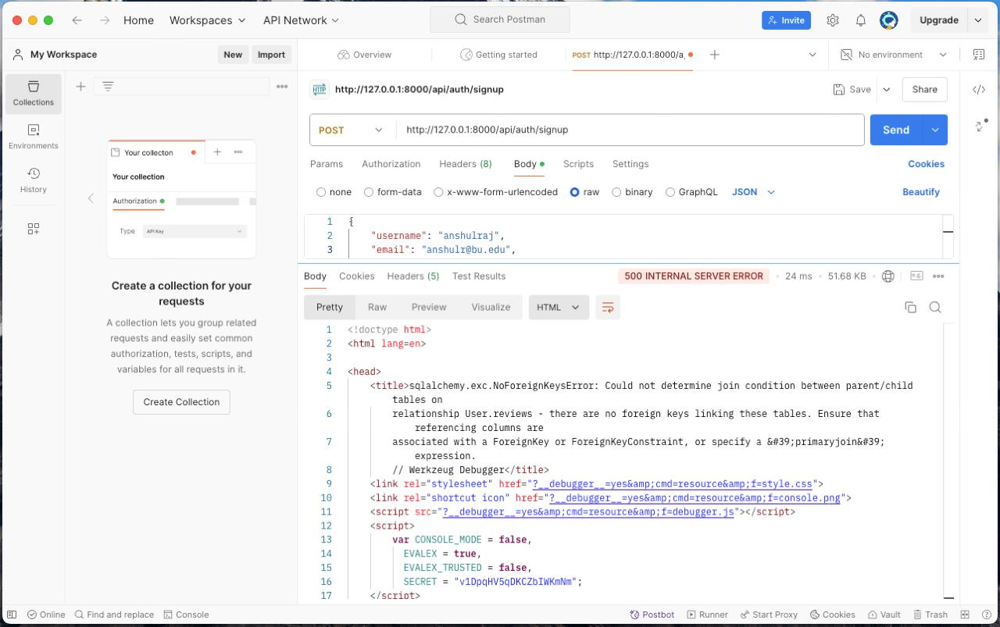 Home
Workspaces
API Network
Search Postman
Invite
Upgrade
My Workspace
New
Import
Overview
Getting started
POST http://127.0.0.1:8000/a
No environment
Collections
Environments
History
Your collecton
Your collection
Authorization
Type
API Key
Create a collection for your
requests
A collection lets you group related
requests and easily set common
authorization, tests, scripts, and
variables for all requests in it.
Create Collection
HTTP
http://127.0.0.1:8000/api/auth/signup
Save
Share
POST
http://127.0.0.1:8000/api/auth/signup
Send
Params
Authorization
Headers (8)
Body
Scripts
Settings
Cookies
none
form-data
x-www-form-urlencoded
raw
binary
GraphQL
JSON
Beautify
1 {
2 "username": "anshulraj",
3 "email": "anshulr@bu.edu",
Body
Cookies
Headers (5)
Test Results
500 INTERNAL SERVER ERROR
24 ms
51.68 KB
Pretty
Raw
Preview
Visualize
HTML
1 <!doctype html>
2 <html lang=en>
3
4 <head>
5 <title>sqlalchemy.exc.NoForeignKeysError: Could not determine join condition between parent/child
tables on
6 relationship User.reviews - there are no foreign keys linking these tables. Ensure that
referencing columns are
7 associated with a ForeignKey or ForeignKeyConstraint, or specify a &#39;primaryjoin&#39;
expression.
8 // Werkzeug Debugger</title>
9 <link rel="stylesheet" href="?__debugger__=yes&amp;cmd=resource&amp;f=style.css">
10 <link rel="shortcut icon" href="?__debugger__=yes&amp;cmd=resource&amp;f=console.png">
11 <script src="?__debugger__=yes&amp;cmd=resource&amp;f=debugger.js"></script>
12 <script>
13 var CONSOLE_MODE = false,
14 EVALEX = true,
15 EVALEX_TRUSTED = false,
16 SECRET = "v1DpqHV5qDKCZbIWKmNm";
17 </script>
Online
Find and replace
Console
Postbot
Runner
Start Proxy
Cookies
Vault
Trash